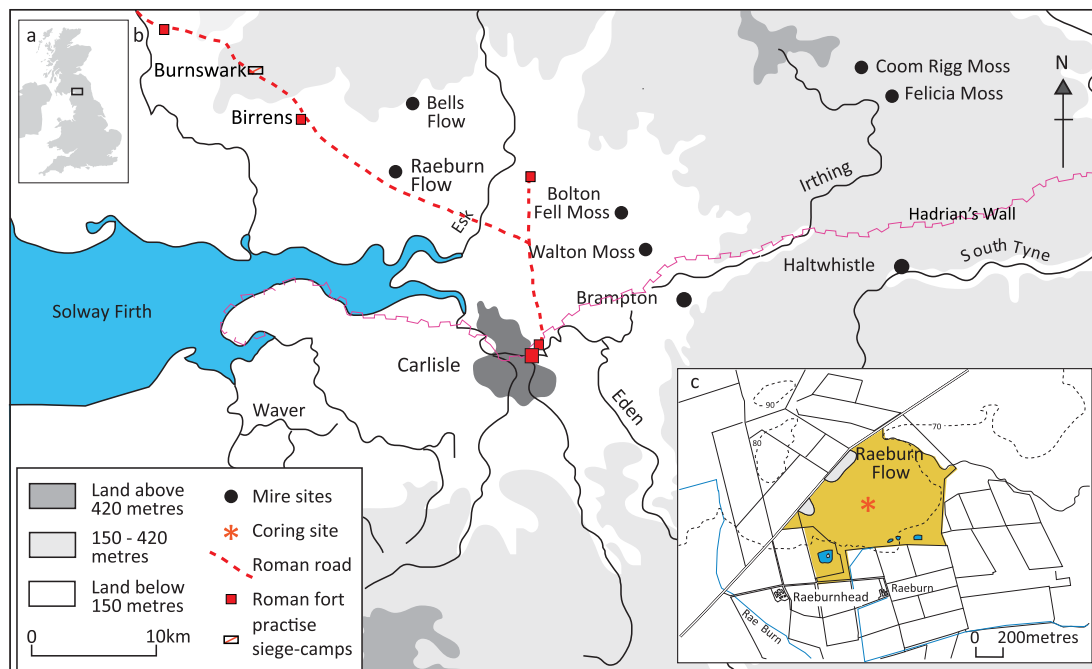 a
b
Burnswark
Birrens
Bells
Flow
Raeburn
Flow
Esk
Bolton
Fell Moss
Walton Moss
Coom Rigg Moss
Felicia Moss
N
Irthing
Hadrian's Wall
South Tyne
Haltwhistle
Brampton
Solway Firth
Carlisle
Eden
Waver
Land above
420 metres
150 - 420
metres
Land below
150 metres
0 10km
Mire sites
Coring site
Roman road
Roman fort
practise
siege-camps
c
90
80
70
Raeburn
Flow
Raeburnhead
Raeburn
Rae Burn
0 200metres